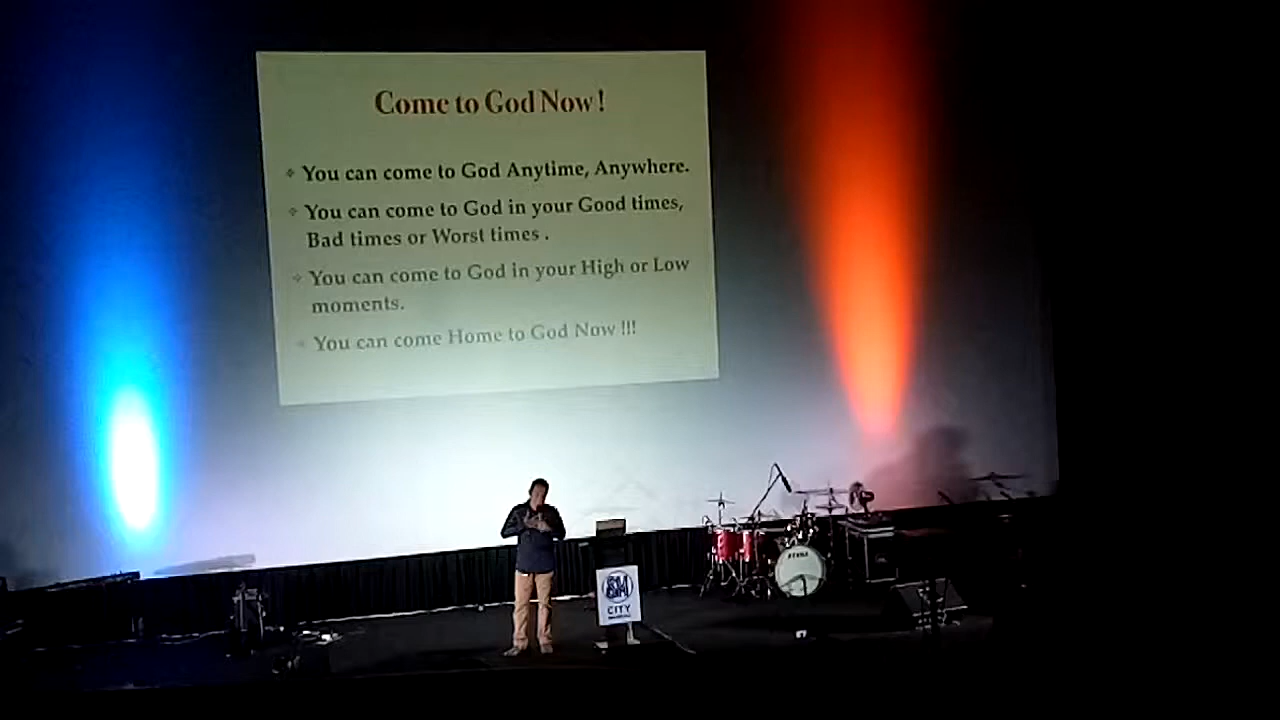 Come to God Now !
You can come to God Anytime, Anywhere.
You can come to God in your Good times,
Bad times or Worst times .
You can come to God in your High or Low
moments.
You can come Home to God Now !!!
TAMA
SM
CITY